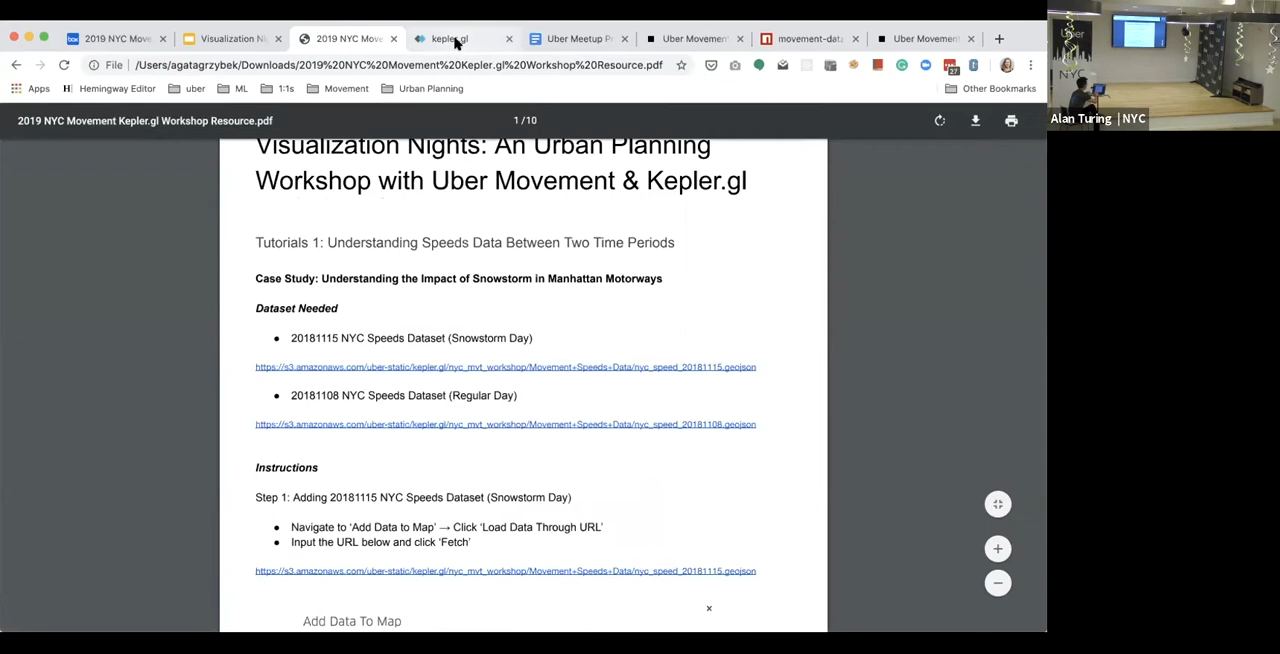 2019 NYC Move
Visualization Ni
2019 NYC Move
kepler.gl
Uber Meetup P
Uber Movemen
movement-data
Uber Movemen
File
/Users/agatagrzybek/Downloads/2019%20NYC%20Movement%20Kepler.gl%20Workshop%20Resource.pdf
27
Apps
Hemingway Editor
uber
ML
1:1s
Movement
Urban Planning
Other Bookmarks
2019 NYC Movement Kepler.gl Workshop Resource.pdf
1 / 10
Uber
NYC
Alan Turing | NYC
Visualization Nights: An Urban Planning
Workshop with Uber Movement & Kepler.gl
Tutorials 1: Understanding Speeds Data Between Two Time Periods
Case Study: Understanding the Impact of Snowstorm in Manhattan Motorways
Dataset Needed
● 20181115 NYC Speeds Dataset (Snowstorm Day)
https://s3.amazonaws.com/uber-static/kepler.gl/nyc_mvt_workshop/Movement+Speeds+Data/nyc_speed_20181115.geojson
● 20181108 NYC Speeds Dataset (Regular Day)
https://s3.amazonaws.com/uber-static/kepler.gl/nyc_mvt_workshop/Movement+Speeds+Data/nyc_speed_20181108.geojson
Instructions
Step 1: Adding 20181115 NYC Speeds Dataset (Snowstorm Day)
● Navigate to ‘Add Data to Map’ → Click ‘Load Data Through URL’
● Input the URL below and click ‘Fetch’
https://s3.amazonaws.com/uber-static/kepler.gl/nyc_mvt_workshop/Movement+Speeds+Data/nyc_speed_20181115.geojson
Add Data To Map